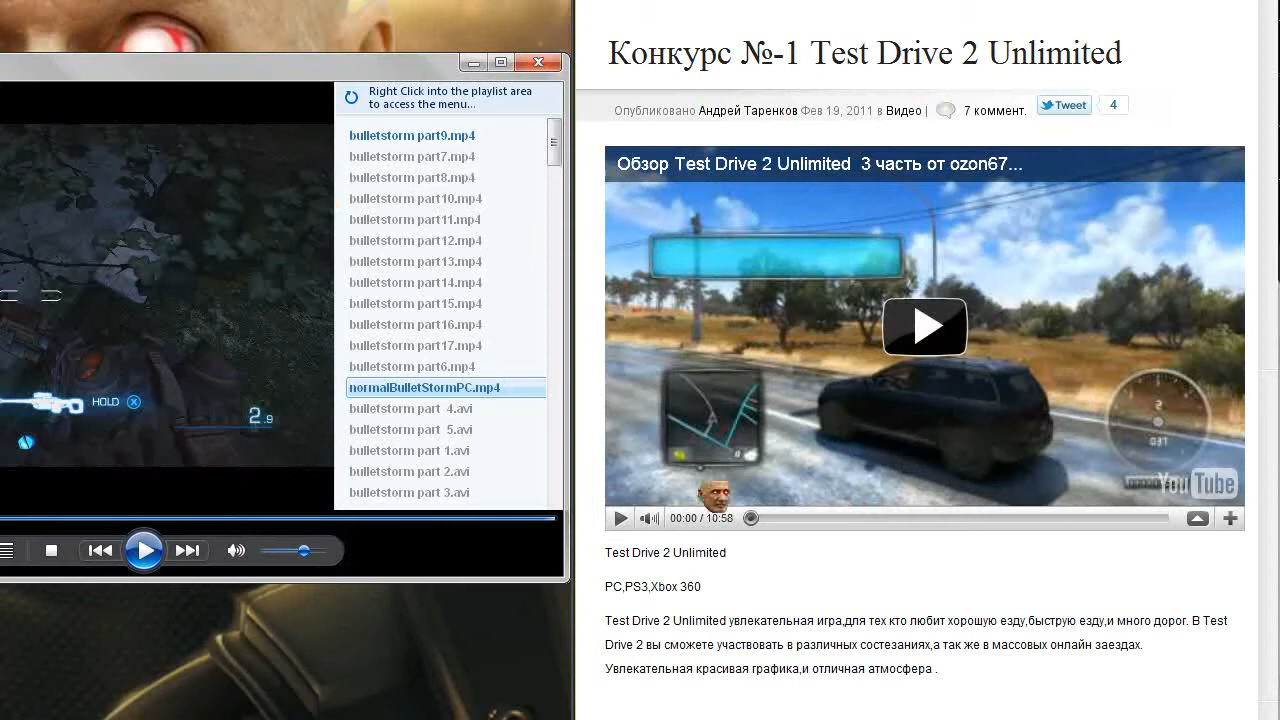 Right Click into the playlist area
to access the menu...
bulletstorm part9.mp4
bulletstorm part7.mp4
bulletstorm part8.mp4
bulletstorm part10.mp4
bulletstorm part11.mp4
bulletstorm part12.mp4
bulletstorm part13.mp4
bulletstorm part14.mp4
bulletstorm part15.mp4
bulletstorm part16.mp4
bulletstorm part17.mp4
bulletstorm part6.mp4
normalBulletStormPC.mp4
bulletstorm part 4.avi
bulletstorm part 5.avi
bulletstorm part 1.avi
bulletstorm part 2.avi
bulletstorm part 3.avi
HOLD X
2.9
Конкурс №-1 Test Drive 2 Unlimited
Опубликовано Андрей Таренков Фев 19, 2011 в Видео | 7 коммент. Tweet 4
Обзор Test Drive 2 Unlimited 3 часть от ozon67...
YouTube
00:00 / 10:58
Test Drive 2 Unlimited
PC,PS3,Xbox 360
Test Drive 2 Unlimited увлекательная игра,для тех кто любит хорошую езду,быструю езду,и много дорог. В Test
Drive 2 вы сможете участвовать в различных состезаниях,а так же в массовых онлайн заездах.
Увлекательная красивая графика,и отличная атмосфера .